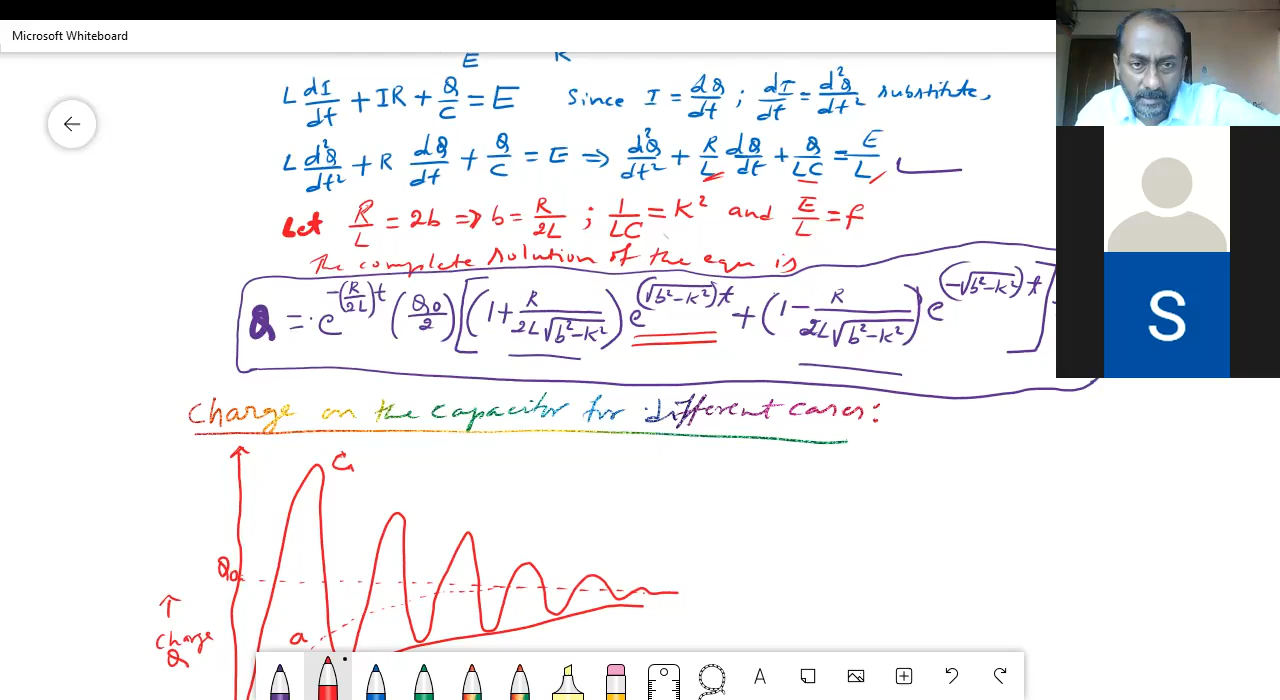 Microsoft Whiteboard
E R
L dI/dt + IR + Q/C = E Since I = dQ/dt ; dI/dt = d²Q/dt² substitute,
L d²Q/dt² + R dQ/dt + Q/C = E ⇒ d²Q/dt² + R/L dQ/dt + Q/LC = E/L
Let R/L = 2b ⇒ b = R/2L ; 1/LC = K² and E/L = f
The complete solution of the equn is
Q = e^(-(R/2L)t) (Q₀/2) [(1 + R/(2L√(b²-K²))) e^((√(b²-K²))t) + (1 - R/(2L√(b²-K²))) e^((-√(b²-K²))t)]
Charge on the capacitor for different cases:
C
Q₀
↑
a
charge
Q
S
A